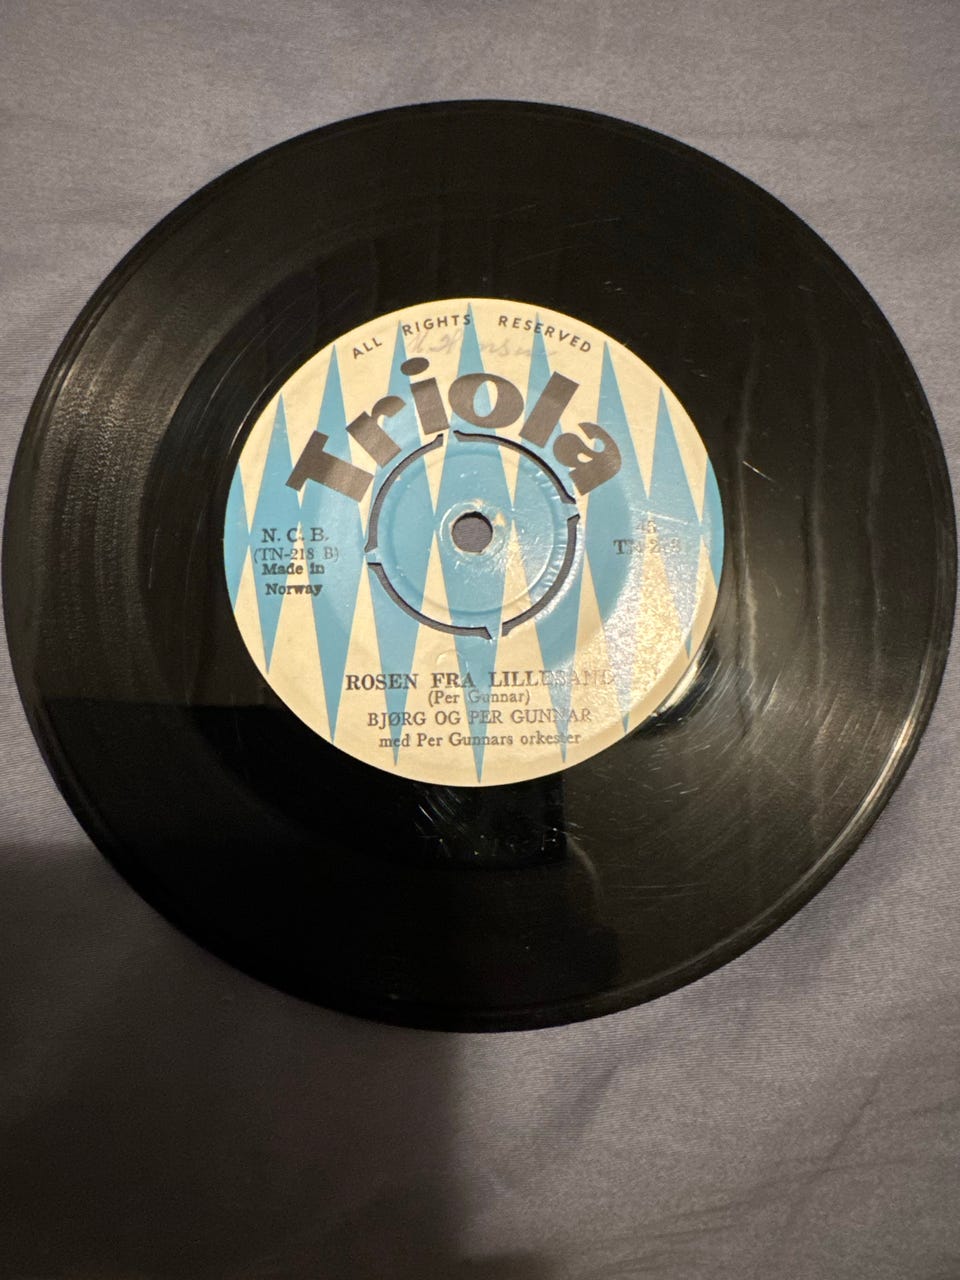 ALL RIGHTS RESERVED
Triola
N. C. B.
(TN-218 B)
Made in
Norway
45
ROSEN FRA LILLESAND
(Per Gunnar)
BJØRG OG PER GUNNAR
med Per Gunnars orkester